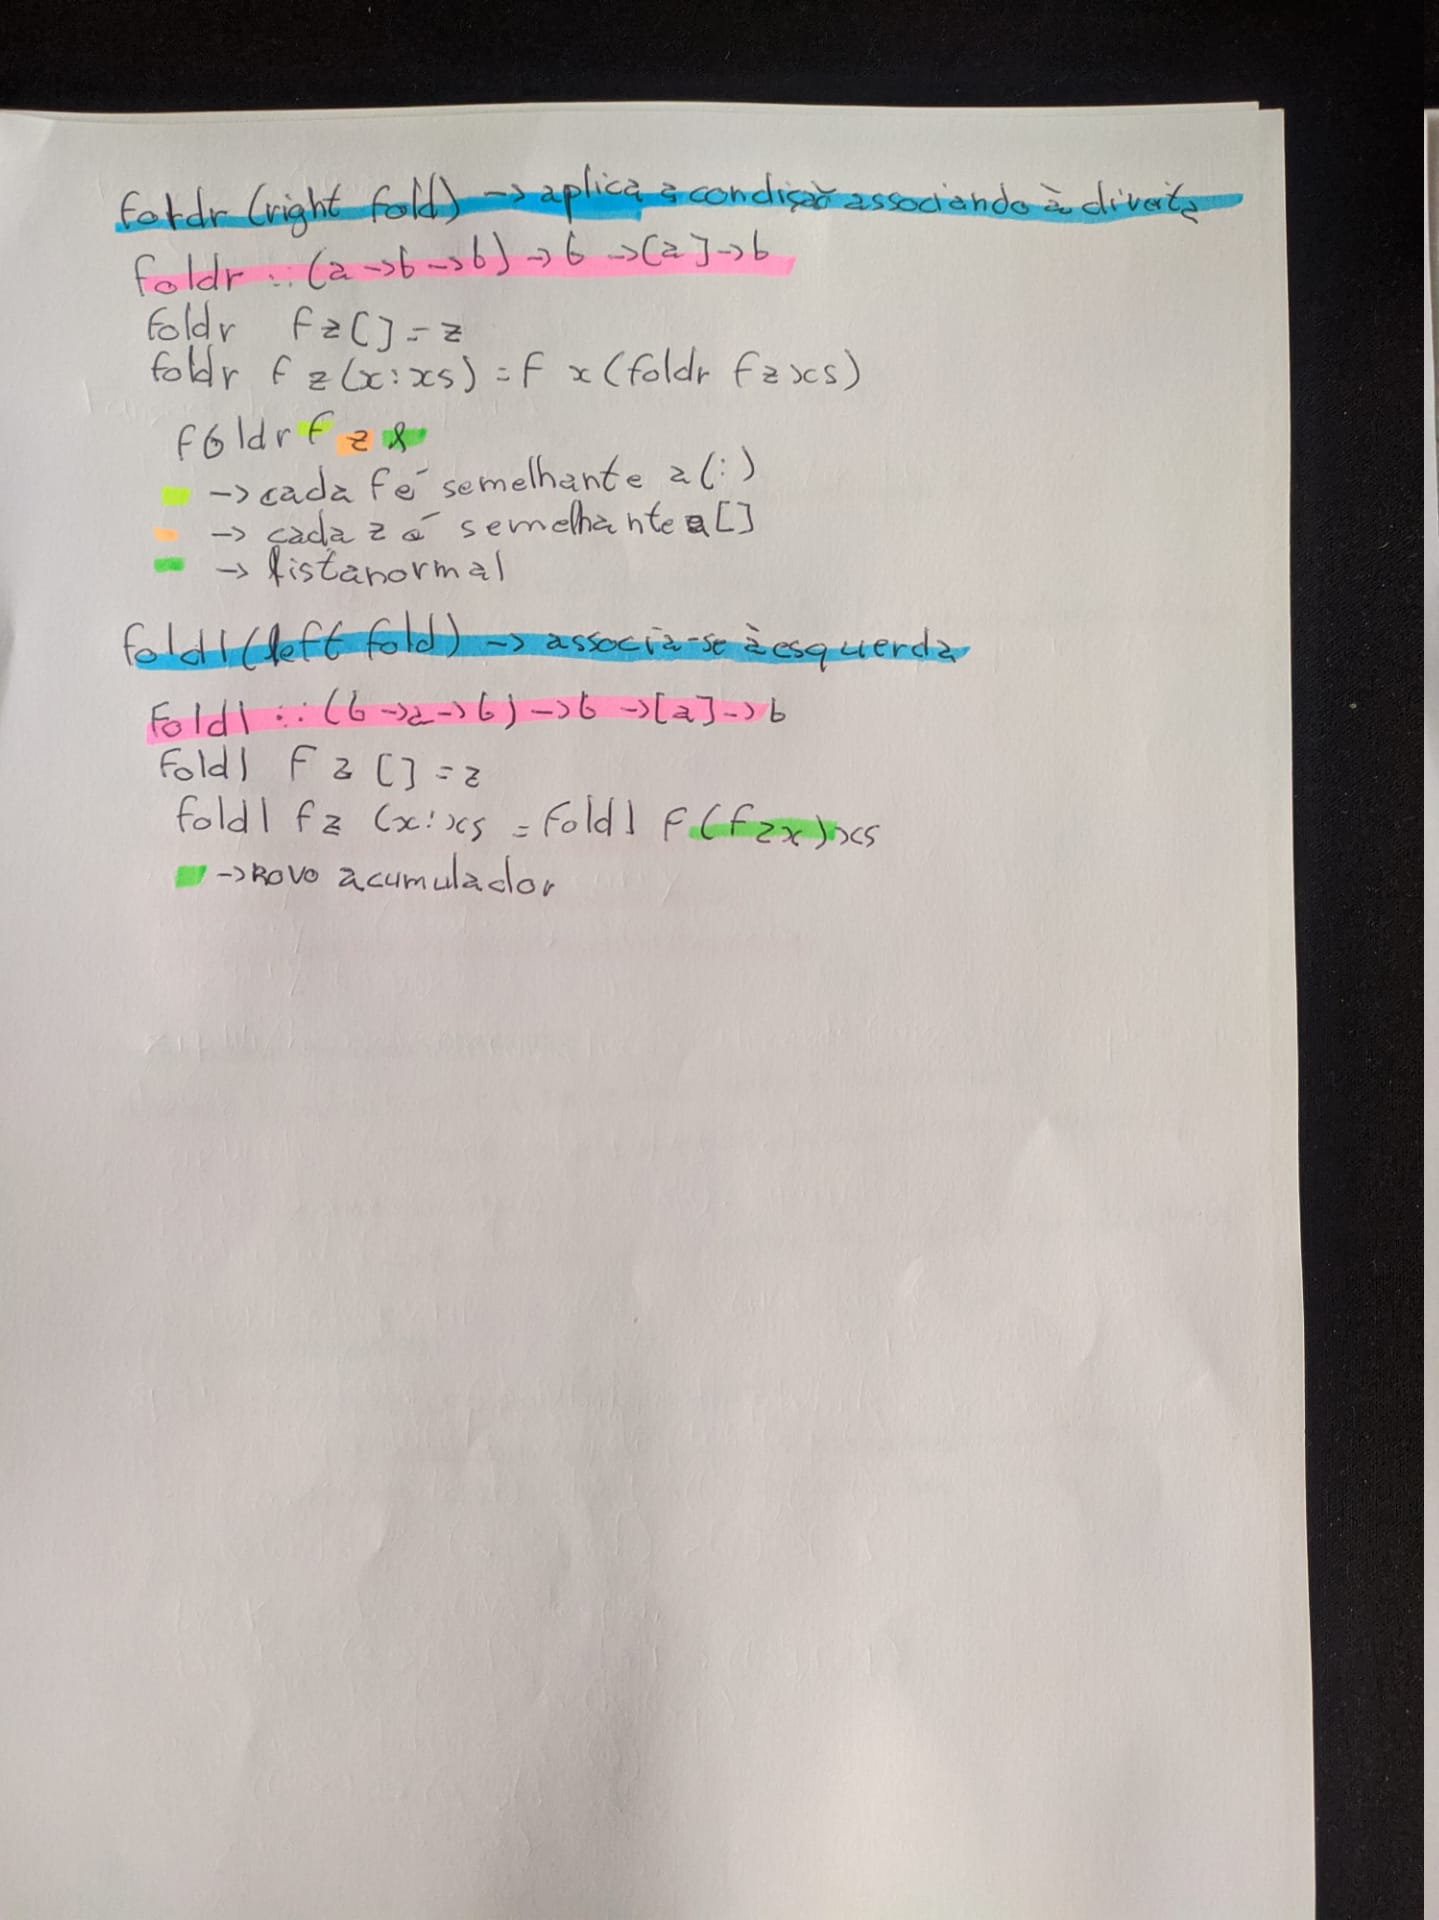 foldr (right fold) -> aplica a condição associando à direita
foldr :: (a ->b ->b) -> b ->[a]->b
foldr f z [] = z
foldr f z (x:xs) = f x (foldr f z xs)
foldr f z l
-> cada f é semelhante a (:)
-> cada z é semelhante a []
-> lista normal
foldl (left fold) -> associa-se à esquerda
foldl :: (b ->a->b) ->b ->[a]->b
foldl f z [] = z
foldl f z (x:xs = foldl f (f z x) xs
-> novo acumulador